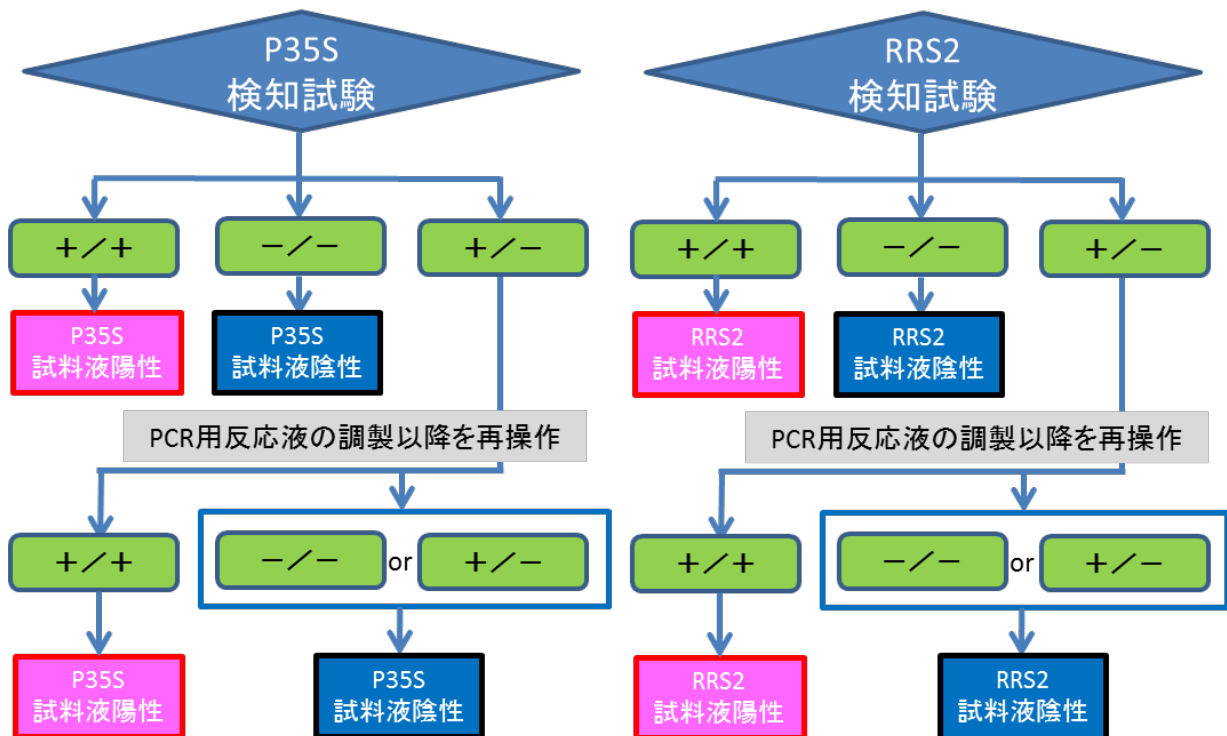 P35S
検知試験
+/+
-/-
+/-
P35S
試料液陽性
P35S
試料液陰性
PCR用反応液の調製以降を再操作
+/+
-/-
or
+/-
P35S
試料液陽性
P35S
試料液陰性
RRS2
検知試験
+/+
-/-
+/-
RRS2
試料液陽性
RRS2
試料液陰性
PCR用反応液の調製以降を再操作
+/+
-/-
or
+/-
RRS2
試料液陽性
RRS2
試料液陰性